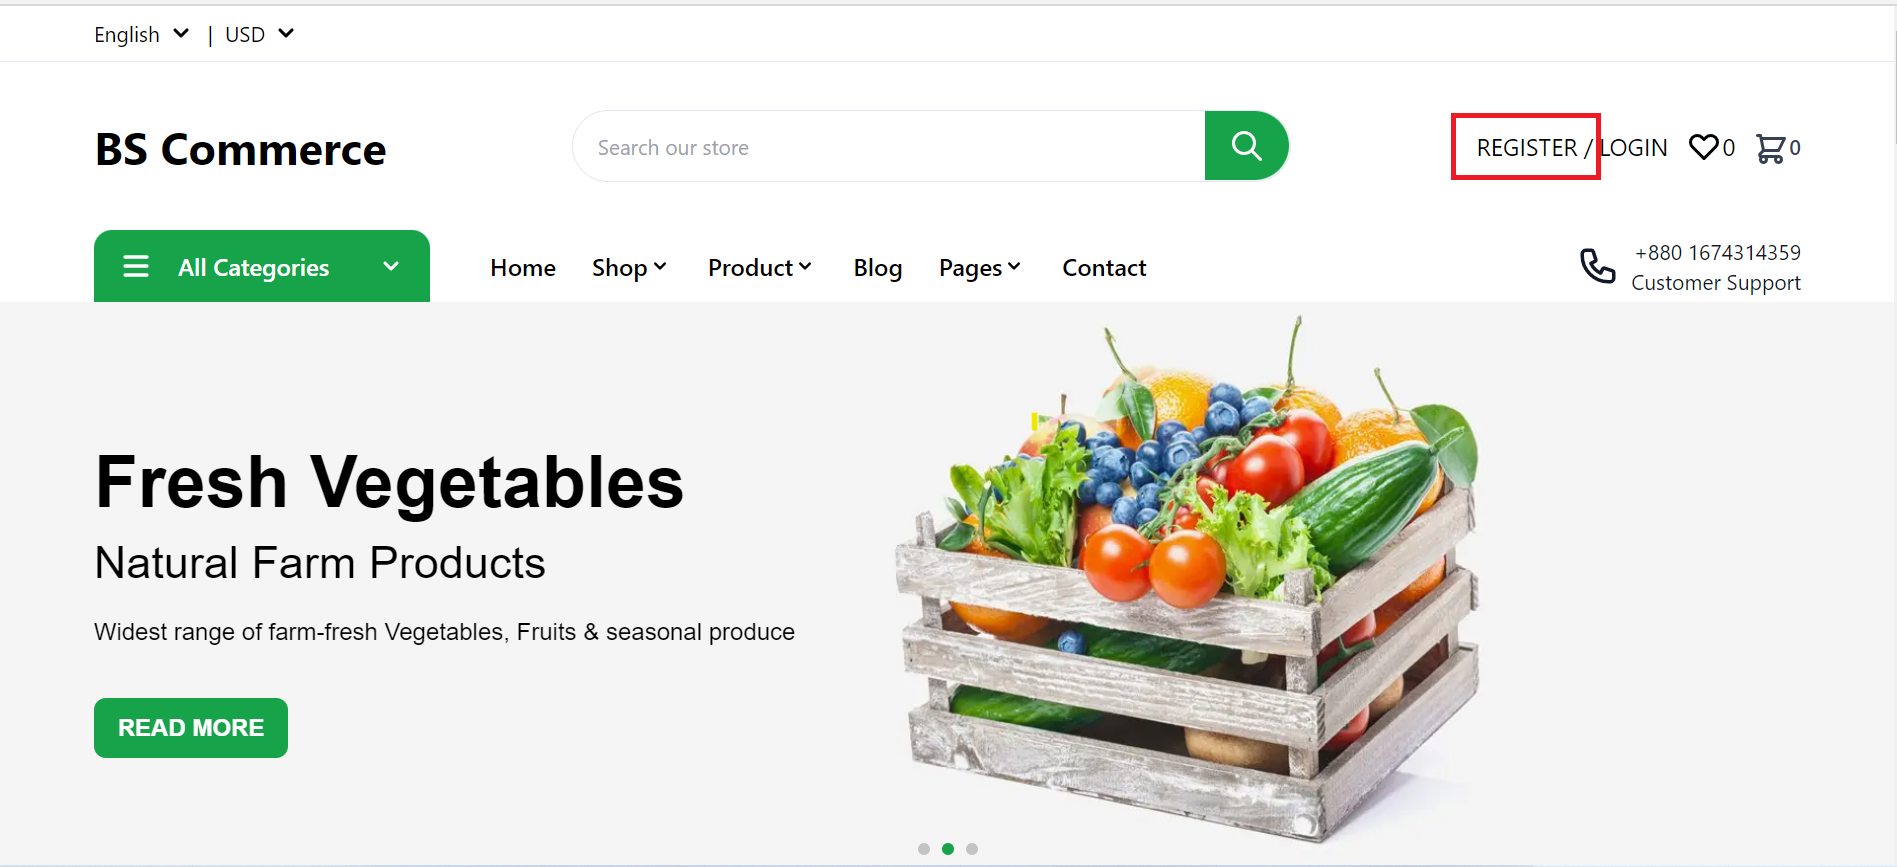 English | USD
BS Commerce
Search our store
REGISTER / LOGIN 0 0
All Categories
Home Shop Product Blog Pages Contact
+880 1674314359
Customer Support
Fresh Vegetables
Natural Farm Products
Widest range of farm-fresh Vegetables, Fruits & seasonal produce
READ MORE